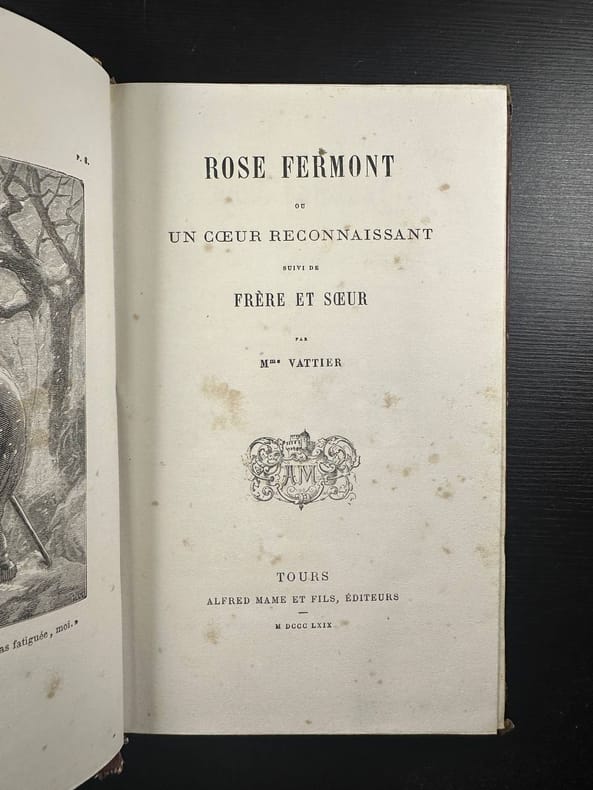 P. 8.
as fatiguée, moi."
ROSE FERMONT
OU
UN CŒUR RECONNAISSANT
SUIVI DE
FRÈRE ET SŒUR
PAR
Mme VATTIER
AM
TOURS
ALFRED MAME ET FILS, ÉDITEURS
M DCCC LXIX